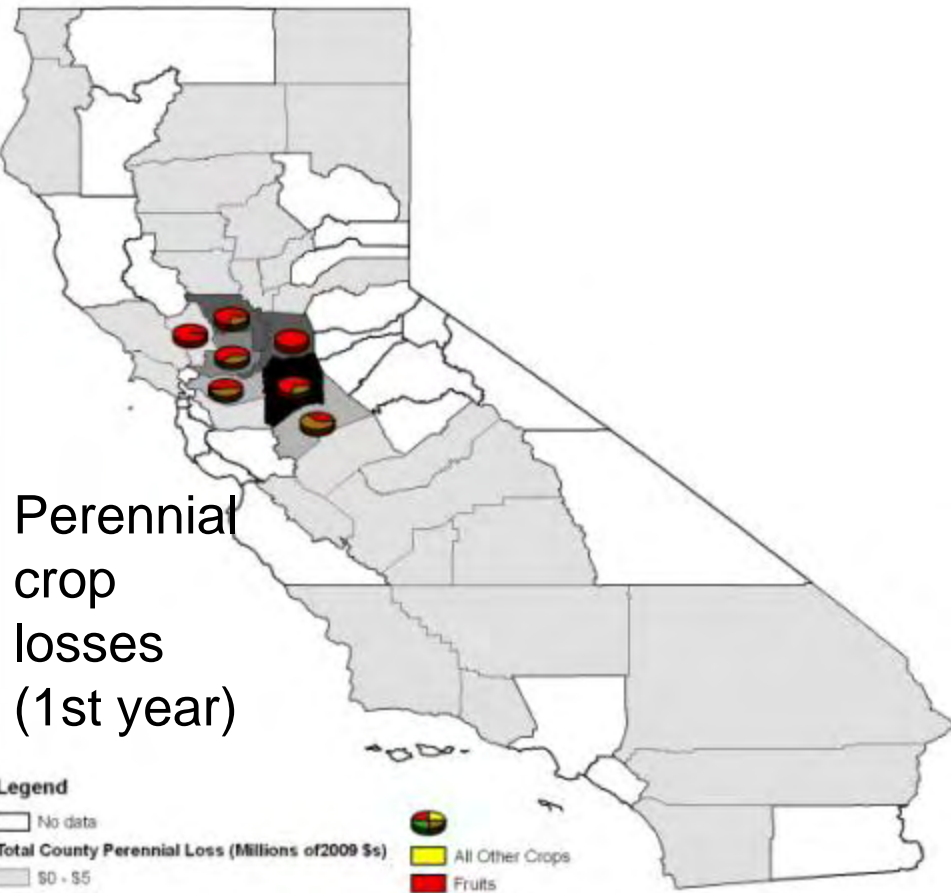 Perennial
crop
losses
(1st year)
Legend
No data
Total County Perennial Loss (Millions of2009 $s)
$0 - $5
All Other Crops
Fruits